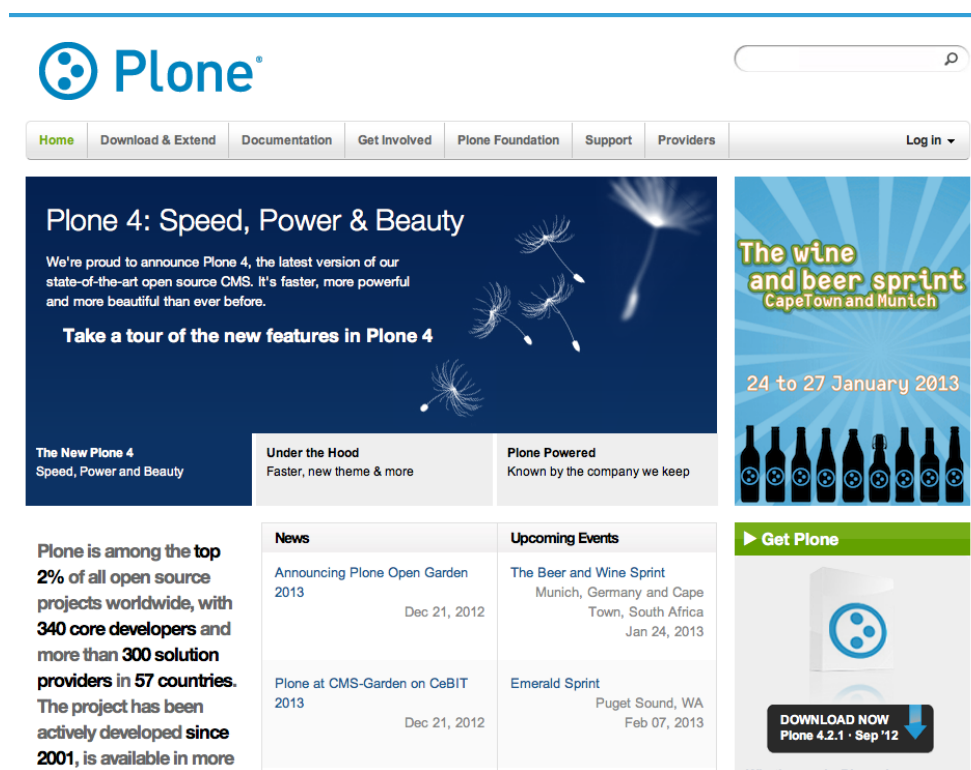 Plone®
Home
Download & Extend
Documentation
Get Involved
Plone Foundation
Support
Providers
Log in
Plone 4: Speed, Power & Beauty
We're proud to announce Plone 4, the latest version of our
state-of-the-art open source CMS. It's faster, more powerful
and more beautiful than ever before.
Take a tour of the new features in Plone 4
The New Plone 4
Speed, Power and Beauty
Under the Hood
Faster, new theme & more
Plone Powered
Known by the company we keep
The wine
and beer sprint
CapeTown and Munich
24 to 27 January 2013
Plone is among the top
2% of all open source
projects worldwide, with
340 core developers and
more than 300 solution
providers in 57 countries.
The project has been
actively developed since
2001, is available in more
News
Announcing Plone Open Garden
2013
Dec 21, 2012
Plone at CMS-Garden on CeBIT
2013
Dec 21, 2012
Upcoming Events
The Beer and Wine Sprint
Munich, Germany and Cape
Town, South Africa
Jan 24, 2013
Emerald Sprint
Puget Sound, WA
Feb 07, 2013
Get Plone
DOWNLOAD NOW
Plone 4.2.1 · Sep '12